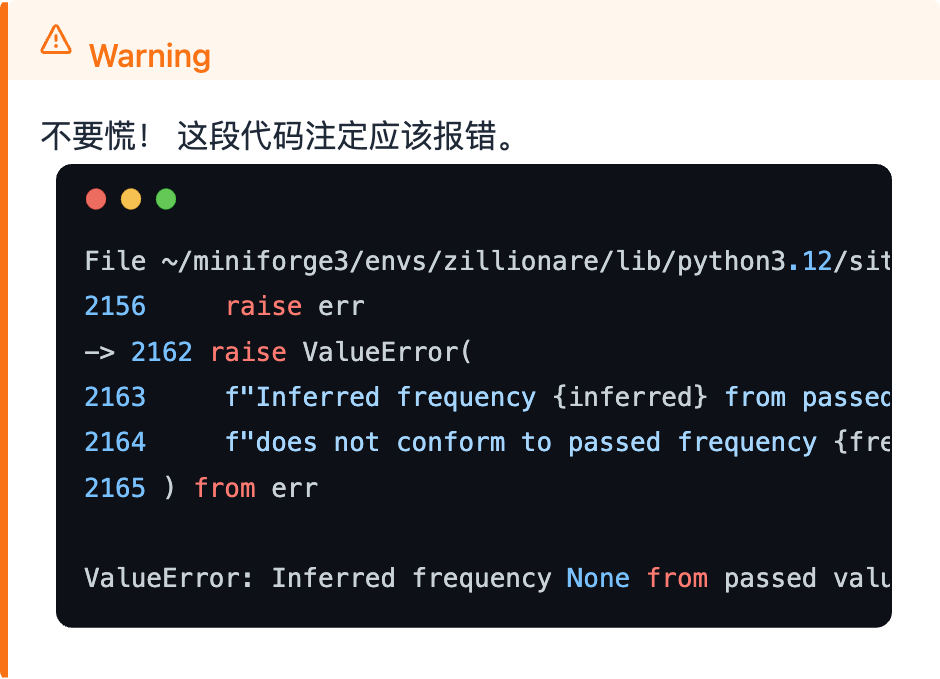 Warning
不要慌！ 这段代码注定应该报错。
File ~/miniforge3/envs/zillionare/lib/python3.12/sit
2156     raise err
—> 2162 raise ValueError(
2163     f"Inferred frequency {inferred} from passed
2164     f"does not conform to passed frequency {fre
2165 ) from err
ValueError: Inferred frequency None from passed valu